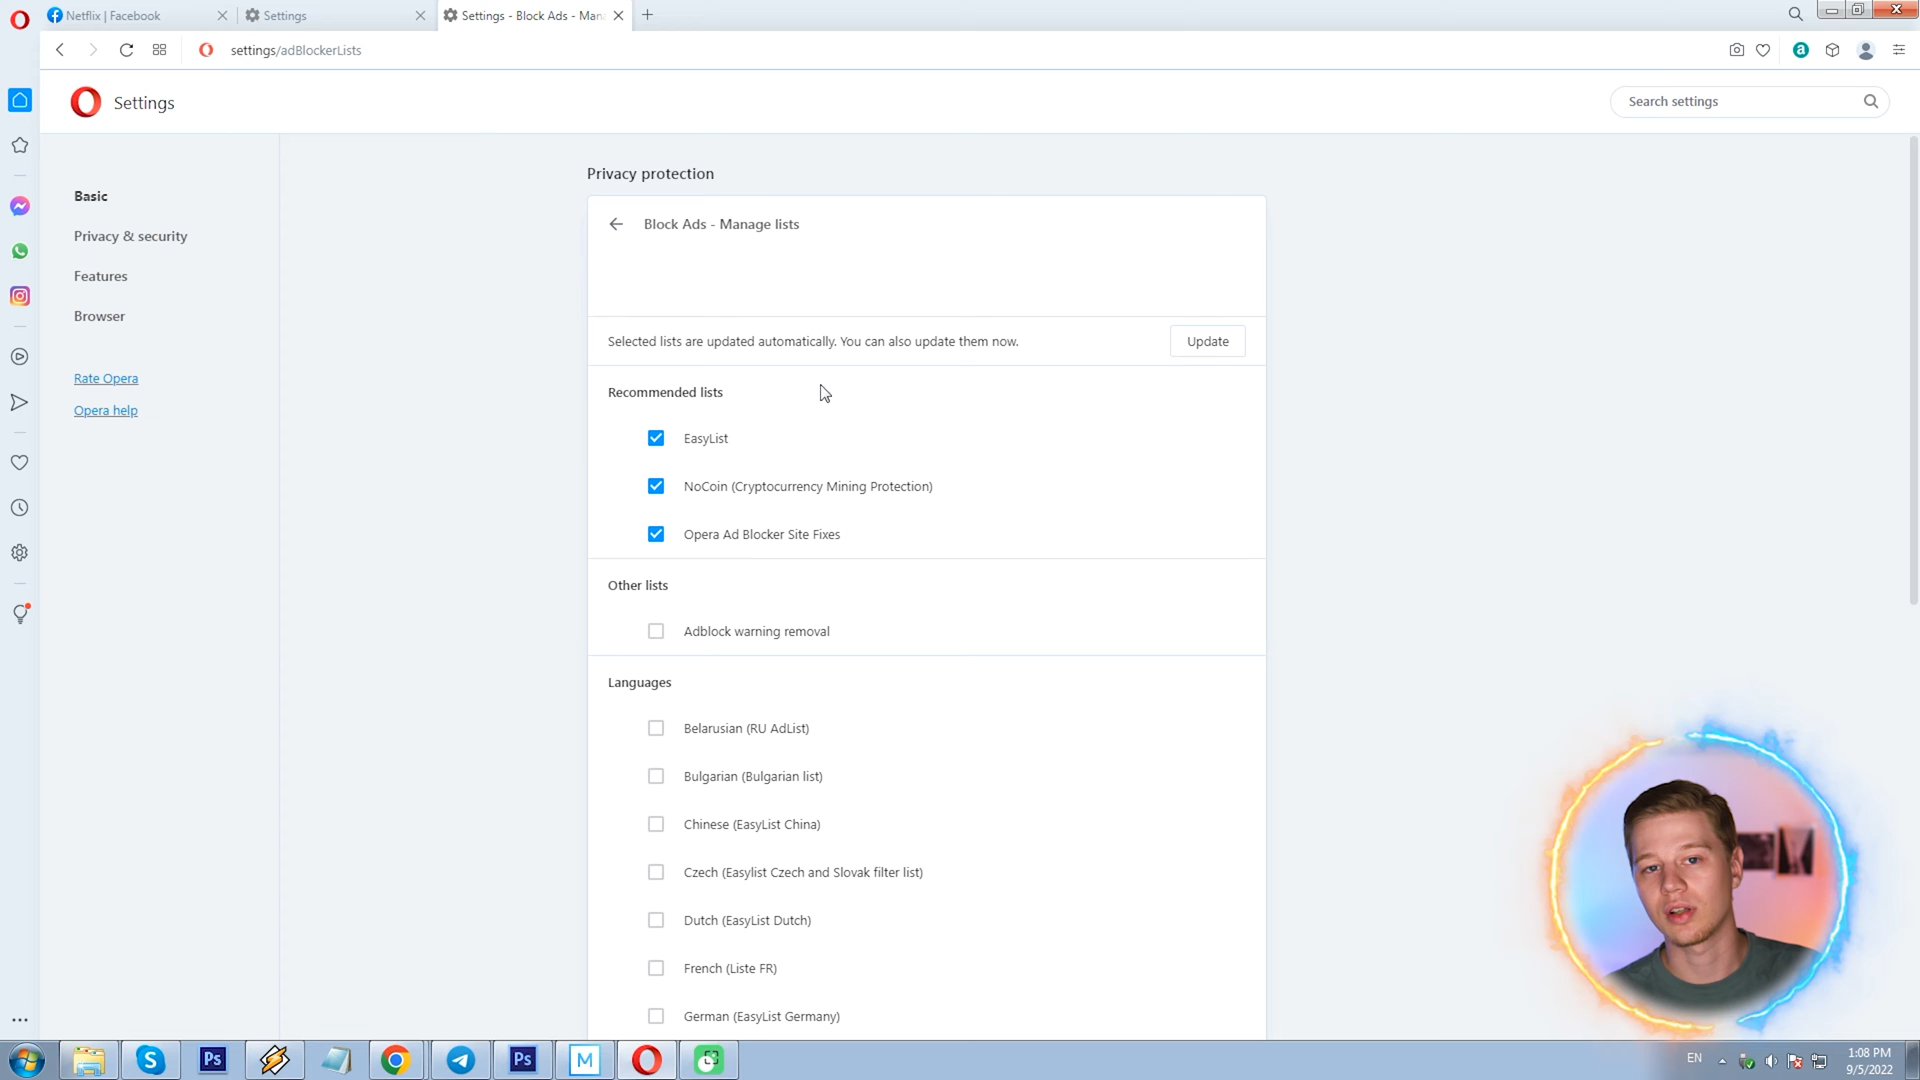 Netflix | Facebook
Settings
Settings - Block Ads - Man
settings/adBlockerLists
Settings
Search settings
Basic
Privacy & security
Features
Browser
Rate Opera
Opera help
Privacy protection
Block Ads - Manage lists
Selected lists are updated automatically. You can also update them now.
Update
Recommended lists
EasyList
NoCoin (Cryptocurrency Mining Protection)
Opera Ad Blocker Site Fixes
Other lists
Adblock warning removal
Languages
Belarusian (RU AdList)
Bulgarian (Bulgarian list)
Chinese (EasyList China)
Czech (Easylist Czech and Slovak filter list)
Dutch (EasyList Dutch)
French (Liste FR)
German (EasyList Germany)
a
S
Ps
Ps
M
EN
1:08 PM
9/5/2022